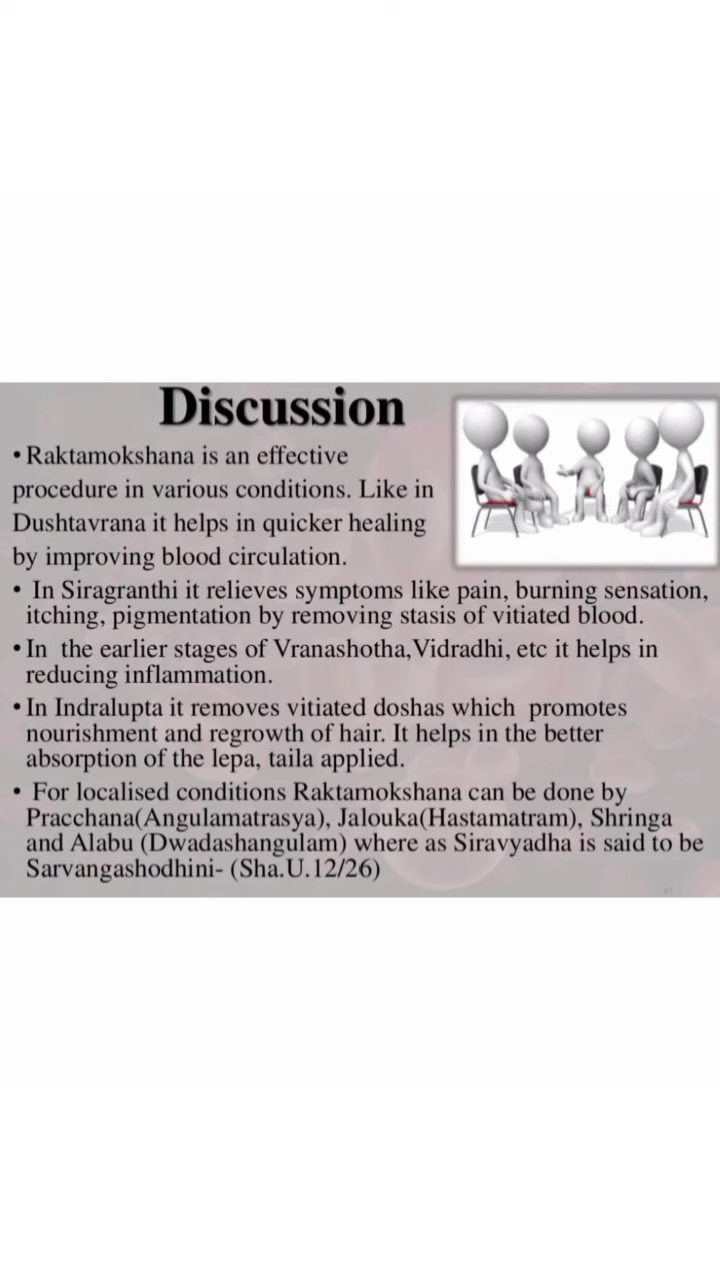 Discussion
•Raktamokshana is an effective
procedure in various conditions. Like in
Dushtavrana it helps in quicker healing
by improving blood circulation.
• In Siragranthi it relieves symptoms like pain, burning sensation,
itching, pigmentation by removing stasis of vitiated blood.
•In the earlier stages of Vranashotha,Vidradhi, etc it helps in
reducing inflammation.
•In Indralupta it removes vitiated doshas which promotes
nourishment and regrowth of hair. It helps in the better
absorption of the lepa, taila applied.
• For localised conditions Raktamokshana can be done by
Pracchana(Angulamatrasya), Jalouka(Hastamatram), Shringa
and Alabu (Dwadashangulam) where as Siravyadha is said to be
Sarvangashodhini- (Sha.U.12/26)